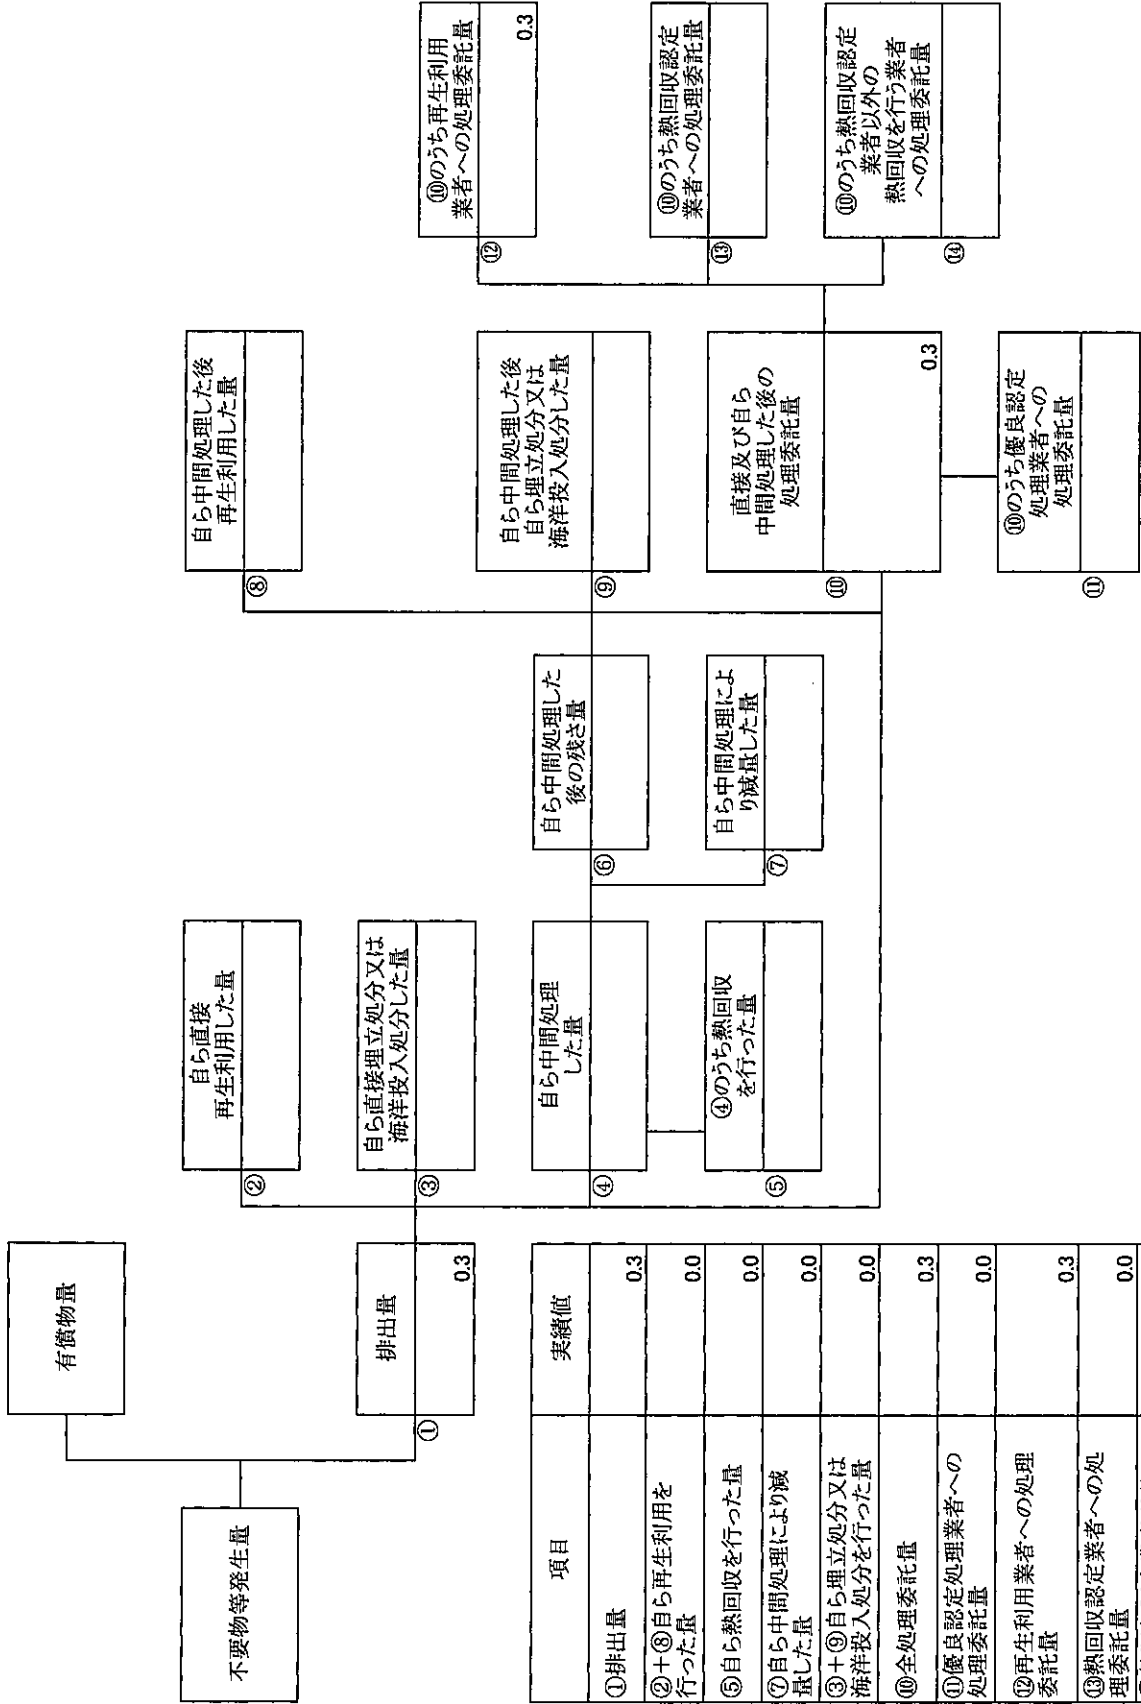 不要物等発生量
有償物量
①
排出量
0.3
②
自ら直接
再生利用した量
③
自ら直接埋立処分又は
海洋投入処分した量
④
自ら中間処理
した量
⑤
④のうち熱回収
を行った量
⑥
自ら中間処理した
後の残さ量
⑦
自ら中間処理によ
り減量した量
⑧
自ら中間処理した後
再生利用した量
⑨
自ら中間処理した後
自ら埋立処分又は
海洋投入処分した量
⑩
直接及び自ら
中間処理した後の
処理委託量
0.3
⑪
⑩のうち優良認定
処理業者への
処理委託量
⑫
⑩のうち再生利用
業者への処理委託量
0.3
⑬
⑩のうち熱回収認定
業者への処理委託量
⑭
⑩のうち熱回収認定
業者以外の
熱回収を行う業者
への処理委託量
項目 実績値
①排出量 0.3
②+⑧自ら再生利用を
行った量 0.0
⑤自ら熱回収を行った量 0.0
⑦自ら中間処理により減
量した量 0.0
③+⑨自ら埋立処分又は
海洋投入処分を行った量 0.0
⑩全処理委託量 0.3
⑪優良認定処理業者への
処理委託量 0.0
⑫再生利用業者への処理
委託量 0.3
⑬熱回収認定業者への処
理委託量 0.0